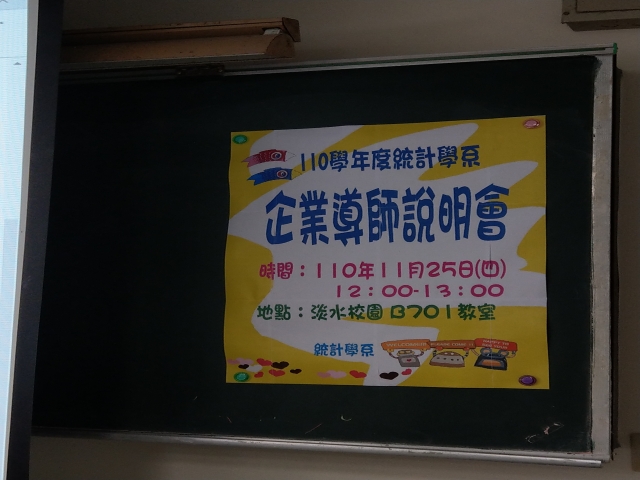 110學年度統計學系
企業導師說明會
時間：110年11月25日(四)
12：00-13：00
地點：淡水校園 B701教室
統計學系